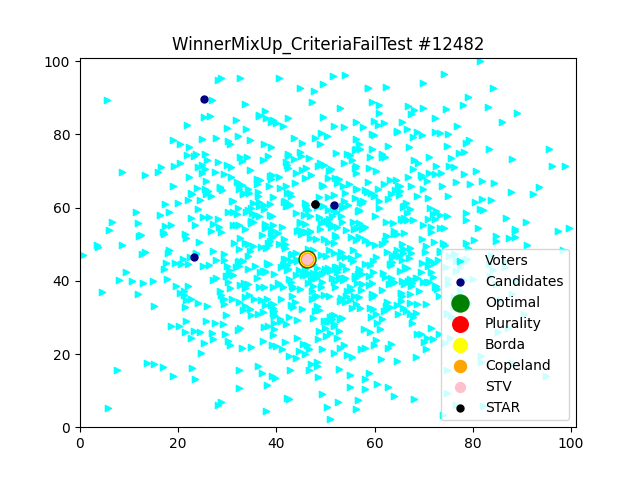 WinnerMixUp_CriteriaFailTest #12482
100
80
60
40
20
0
0 20 40 60 80 100
Voters
Candidates
Optimal
Plurality
Borda
Copeland
STV
STAR